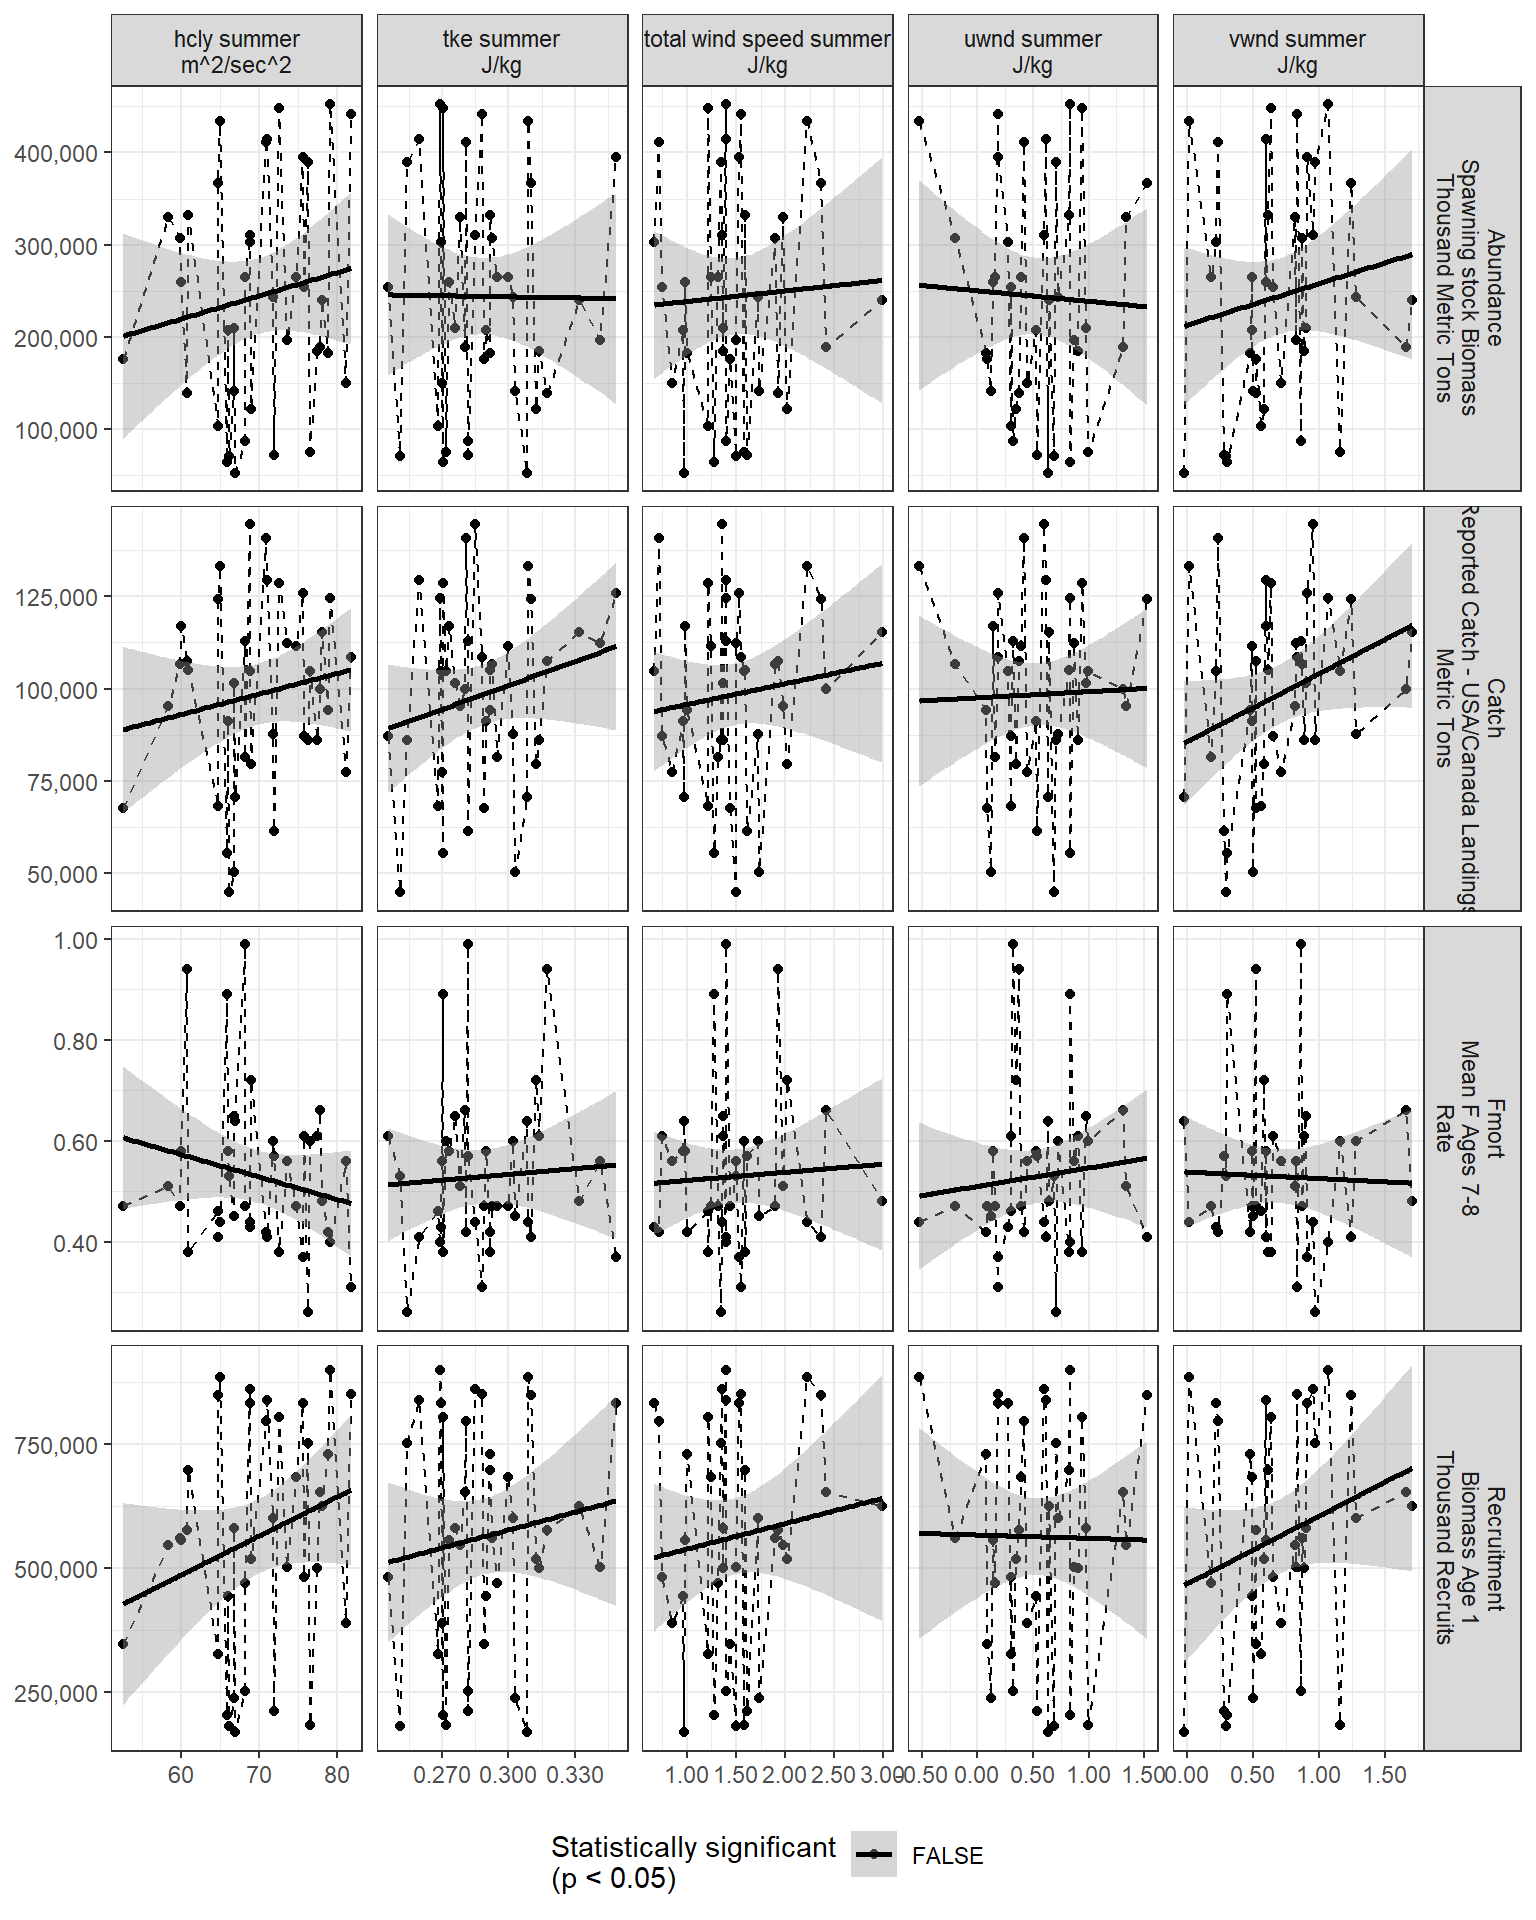 hcly summer
m^2/sec^2
tke summer
J/kg
total wind speed summer
J/kg
uwnd summer
J/kg
vwnd summer
J/kg
400,000
300,000
200,000
100,000
Abundance
Spawning stock Biomass
Thousand Metric Tons
125,000
100,000
75,000
50,000
Catch
Reported Catch - USA/Canada Landings
Metric Tons
1.00
0.80
0.60
0.40
Fmort
Mean F Ages 7-8
Rate
750,000
500,000
250,000
Recruitment
Biomass Age 1
Thousand Recruits
60 70 80
0.270 0.300 0.330
1.00 1.50 2.00 2.50 3.00
-0.50 0.00 0.50 1.00 1.50
0.00 0.50 1.00 1.50
Statistically significant
(p < 0.05)
FALSE